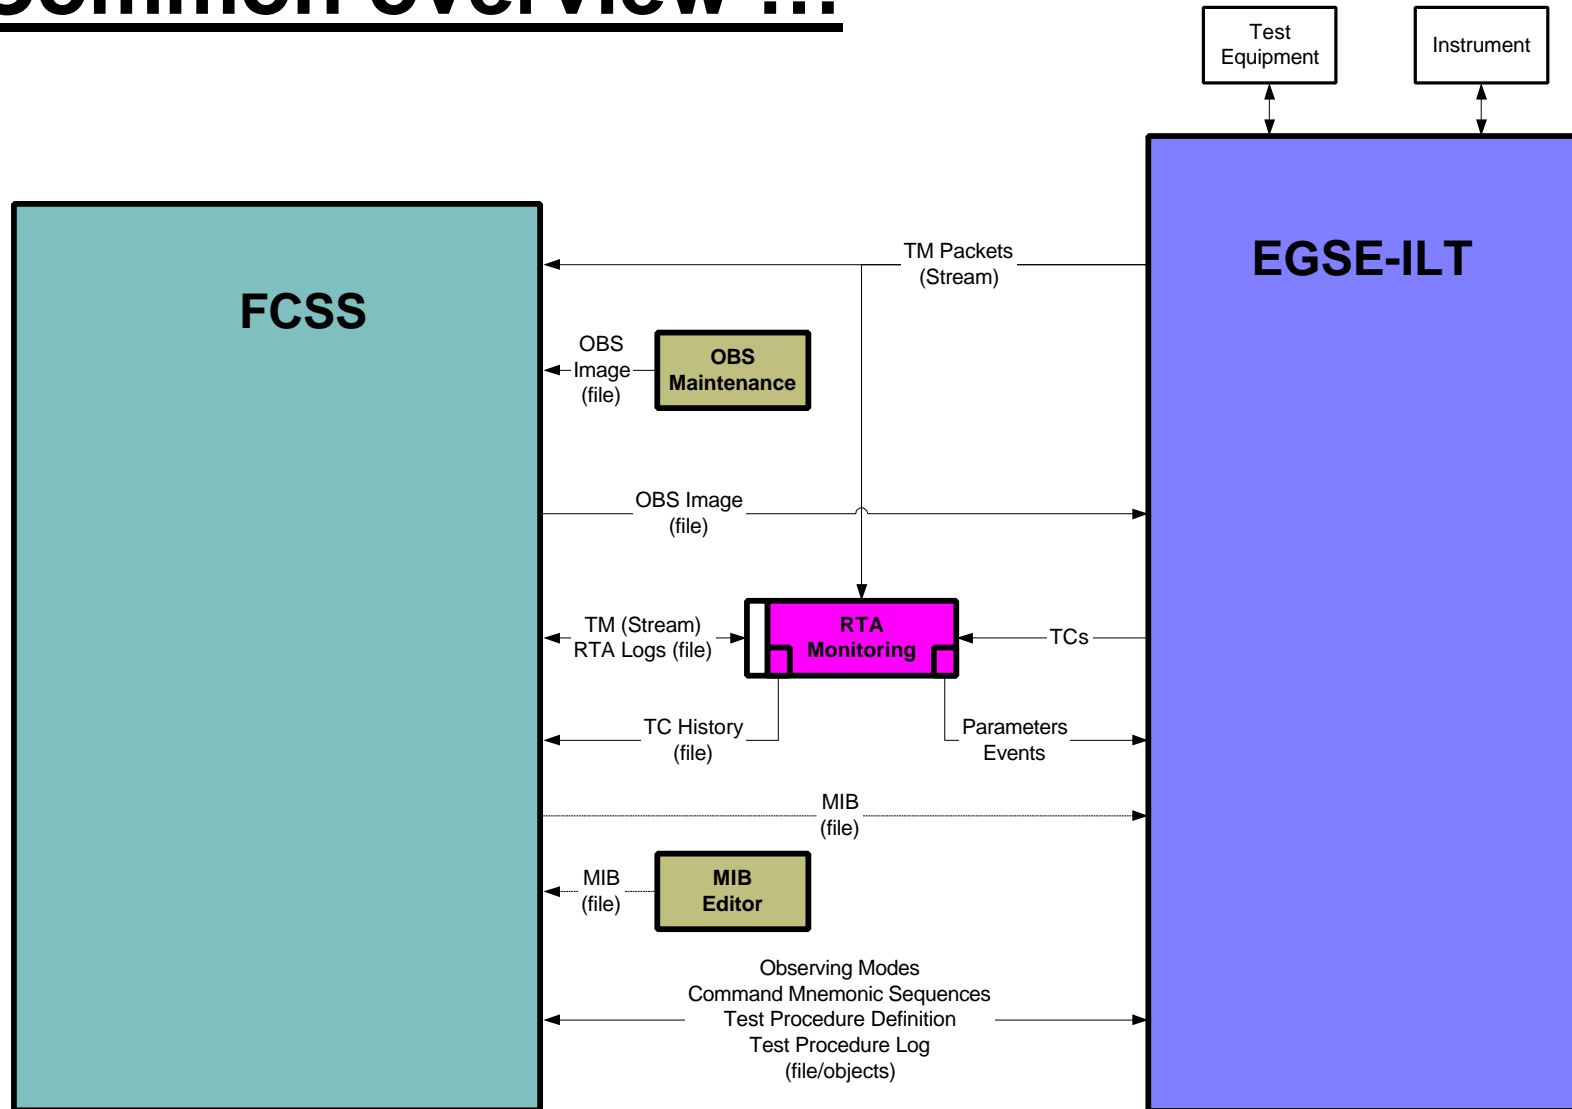 Common overview !!!
Test
Equipment
Instrument
EGSE-ILT
FCSS
TM Packets
(Stream)
OBS
Image
(file)
OBS
Maintenance
OBS Image
(file)
TM (Stream)
RTA Logs (file)
RTA
Monitoring
TCs
TC History
(file)
Parameters
Events
MIB
(file)
MIB
(file)
MIB
Editor
Observing Modes
Command Mnemonic Sequences
Test Procedure Definition
Test Procedure Log
(file/objects)